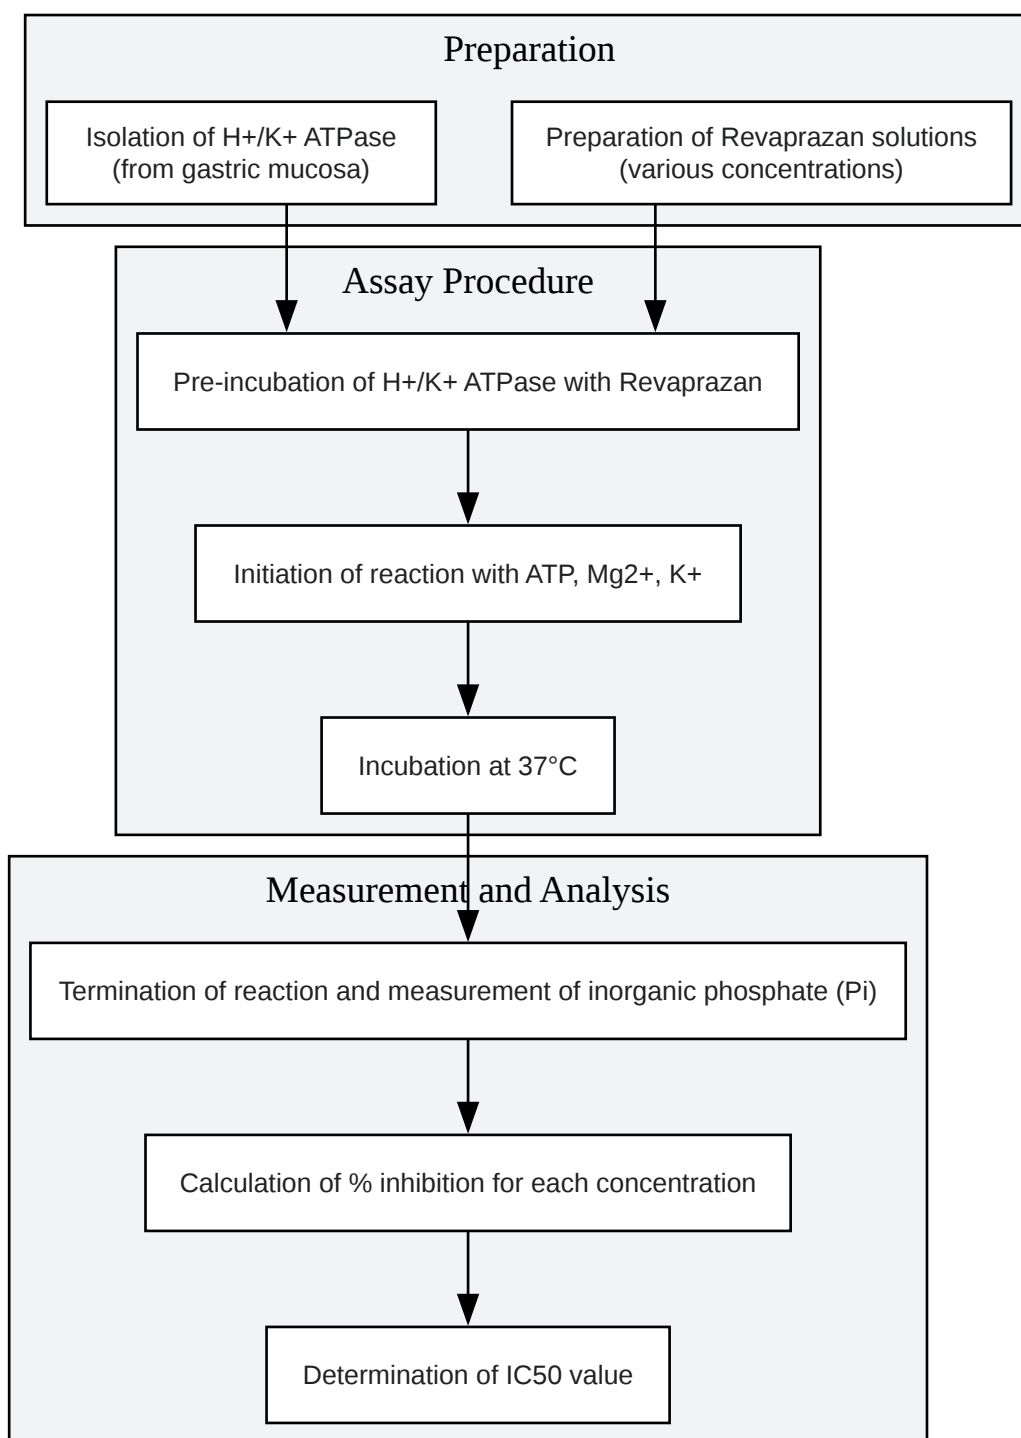 Preparation
Isolation of H+/K+ ATPase
(from gastric mucosa)
Preparation of Revaprazan solutions
(various concentrations)
Assay Procedure
Pre-incubation of H+/K+ ATPase with Revaprazan
Initiation of reaction with ATP, Mg2+, K+
Incubation at 37°C
Measurement and Analysis
Termination of reaction and measurement of inorganic phosphate (Pi)
Calculation of % inhibition for each concentration
Determination of IC50 value